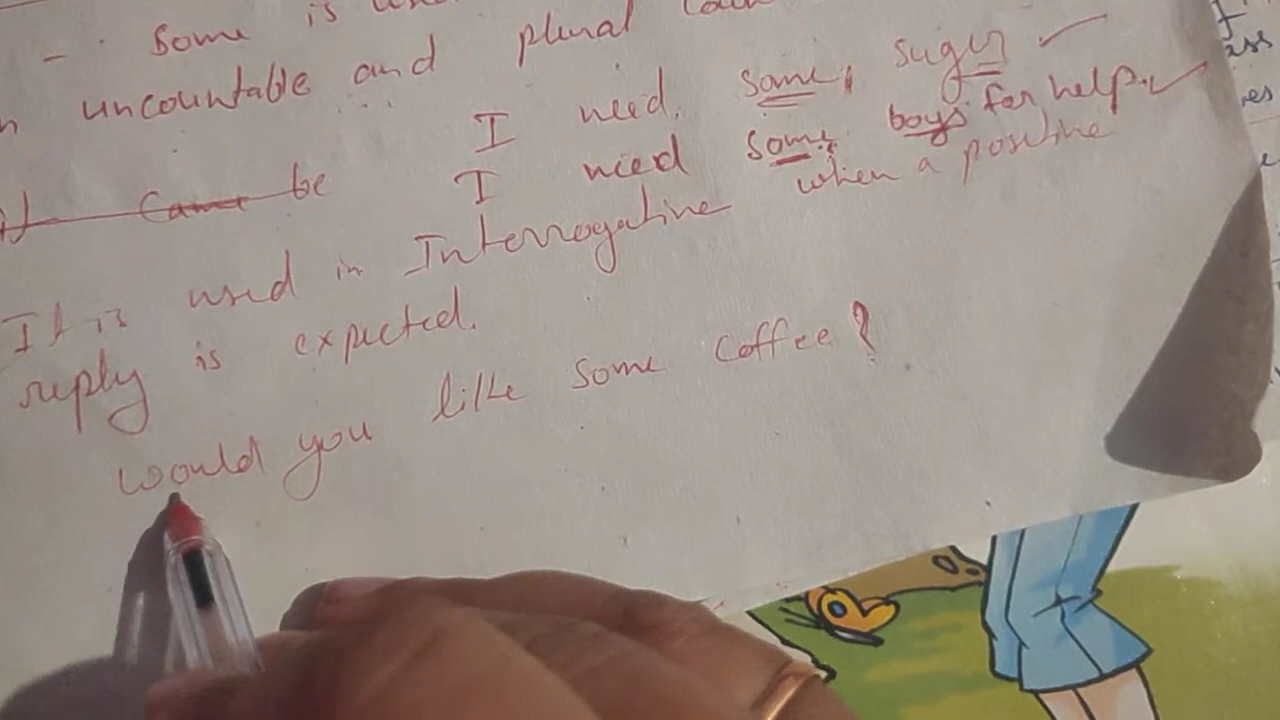 - Some is
uncountable and plural
I need some sugar
be I need some boys for help.
It is used in Interrogative when a positive
reply is expected.
would you like some coffee?